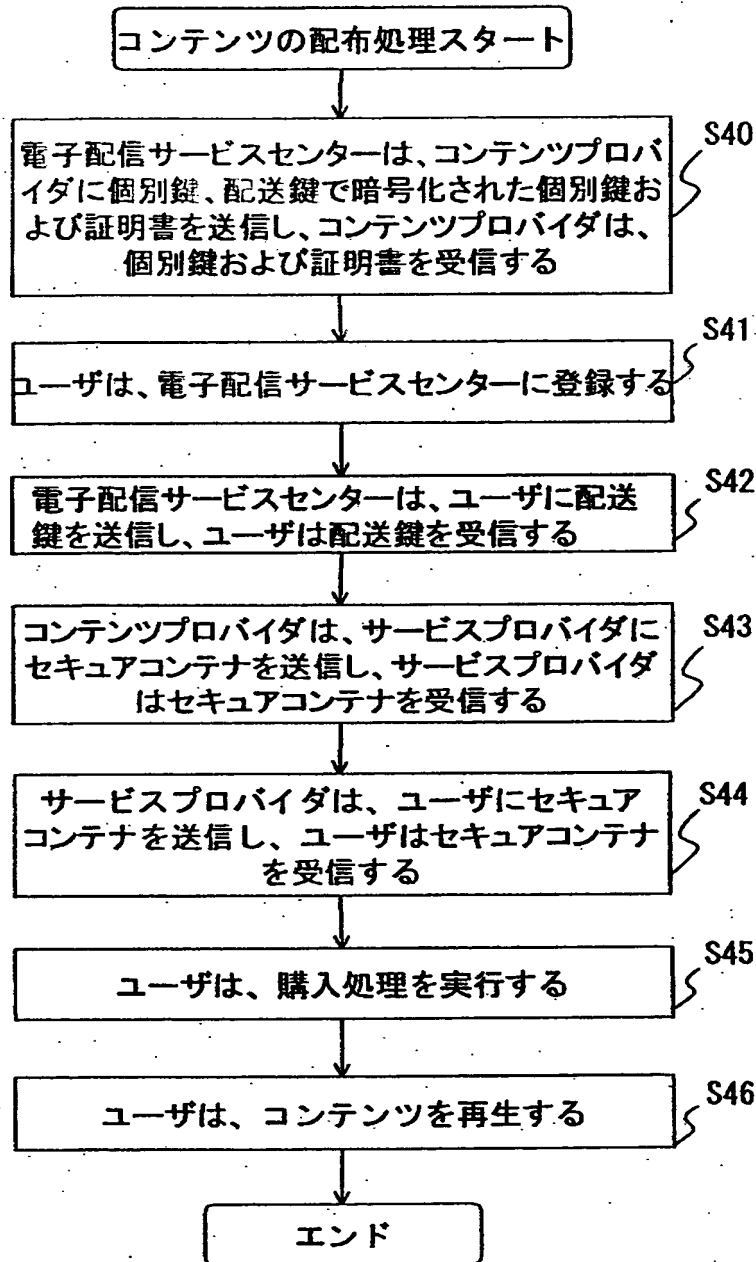 コンテンツの配布処理スタート
S40
電子配信サービスセンターは、コンテンツプロバ
イダに個別鍵、配送鍵で暗号化された個別鍵お
よび証明書を送信し、コンテンツプロバイダは、
個別鍵および証明書を受信する
S41
ユーザは、電子配信サービスセンターに登録する
S42
電子配信サービスセンターは、ユーザに配送
鍵を送信し、ユーザは配送鍵を受信する
S43
コンテンツプロバイダは、サービスプロバイダに
セキュアコンテナを送信し、サービスプロバイダ
はセキュアコンテナを受信する
S44
サービスプロバイダは、ユーザにセキュア
コンテナを送信し、ユーザはセキュアコンテナ
を受信する
S45
ユーザは、購入処理を実行する
S46
ユーザは、コンテンツを再生する
エンド